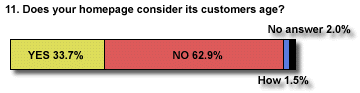 11. Does your homepage consider its customers age?
No answer 2.0%
YES 33.7%
NO 62.9%
How 1.5%